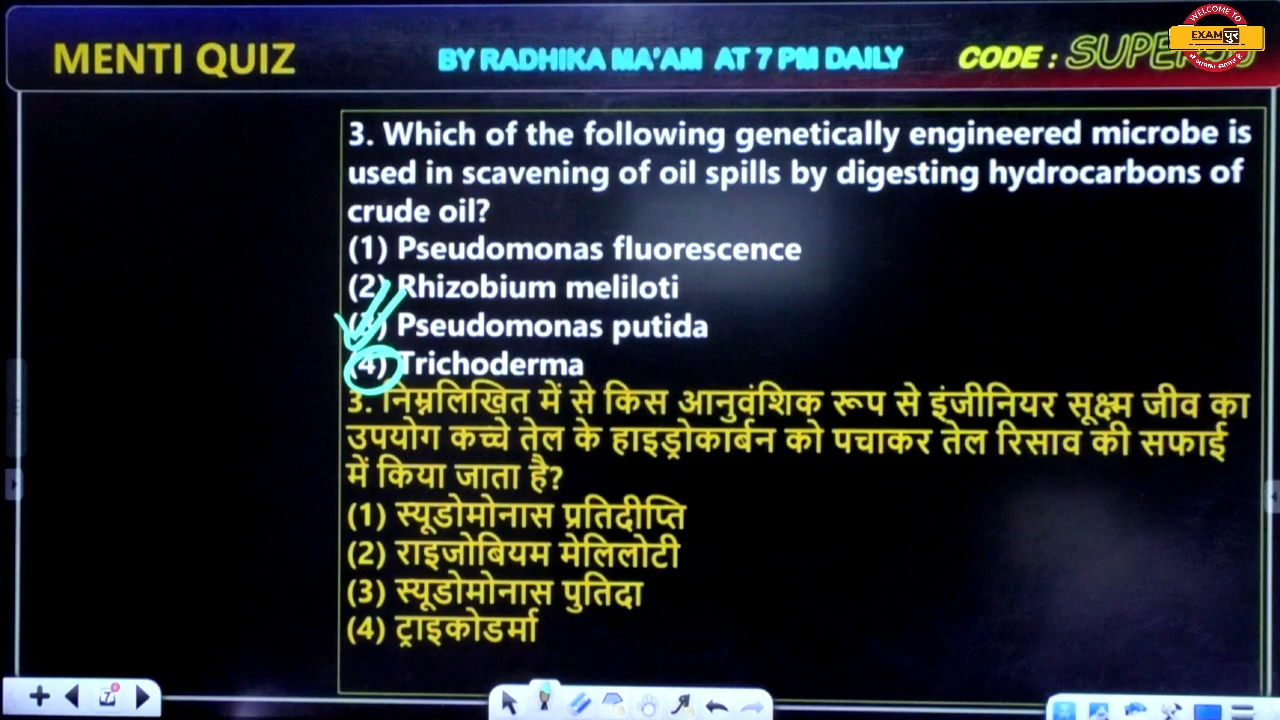 MENTI QUIZ
BY RADHIKA MA'AM AT 7 PM DAILY
CODE :
WELCOME TO
EXAM पुर
3. Which of the following genetically engineered microbe is
used in scavening of oil spills by digesting hydrocarbons of
crude oil?
(1) Pseudomonas fluorescence
(2) Rhizobium meliloti
(3) Pseudomonas putida
(4) Trichoderma
3. निम्नलिखित में से किस आनुवंशिक रूप से इंजीनियर सूक्ष्म जीव का
उपयोग कच्चे तेल के हाइड्रोकार्बन को पचाकर तेल रिसाव की सफाई
में किया जाता है?
(1) स्यूडोमोनास प्रतिदीप्ति
(2) राइजोबियम मेलिलोटी
(3) स्यूडोमोनास पुतिदा
(4) ट्राइकोडर्मा